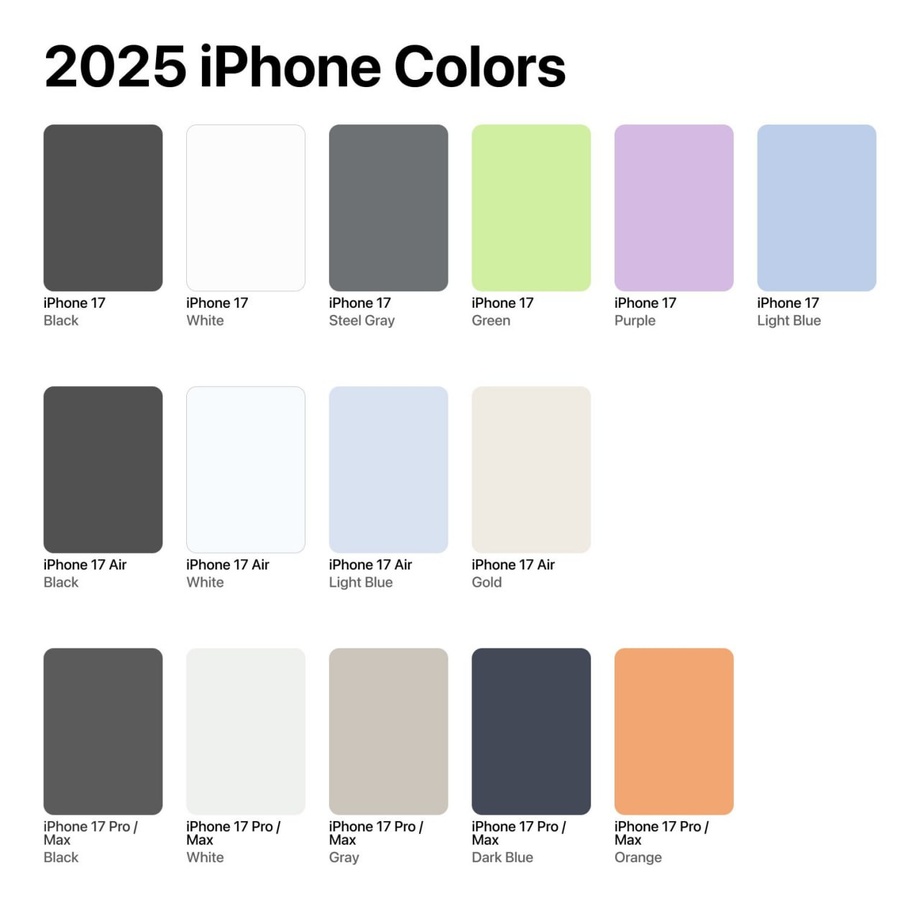 2025 iPhone Colors
iPhone 17
Black
iPhone 17
White
iPhone 17
Steel Gray
iPhone 17
Green
iPhone 17
Purple
iPhone 17
Light Blue
iPhone 17 Air
Black
iPhone 17 Air
White
iPhone 17 Air
Light Blue
iPhone 17 Air
Gold
iPhone 17 Pro /
Max
Black
iPhone 17 Pro /
Max
White
iPhone 17 Pro /
Max
Gray
iPhone 17 Pro /
Max
Dark Blue
iPhone 17 Pro /
Max
Orange